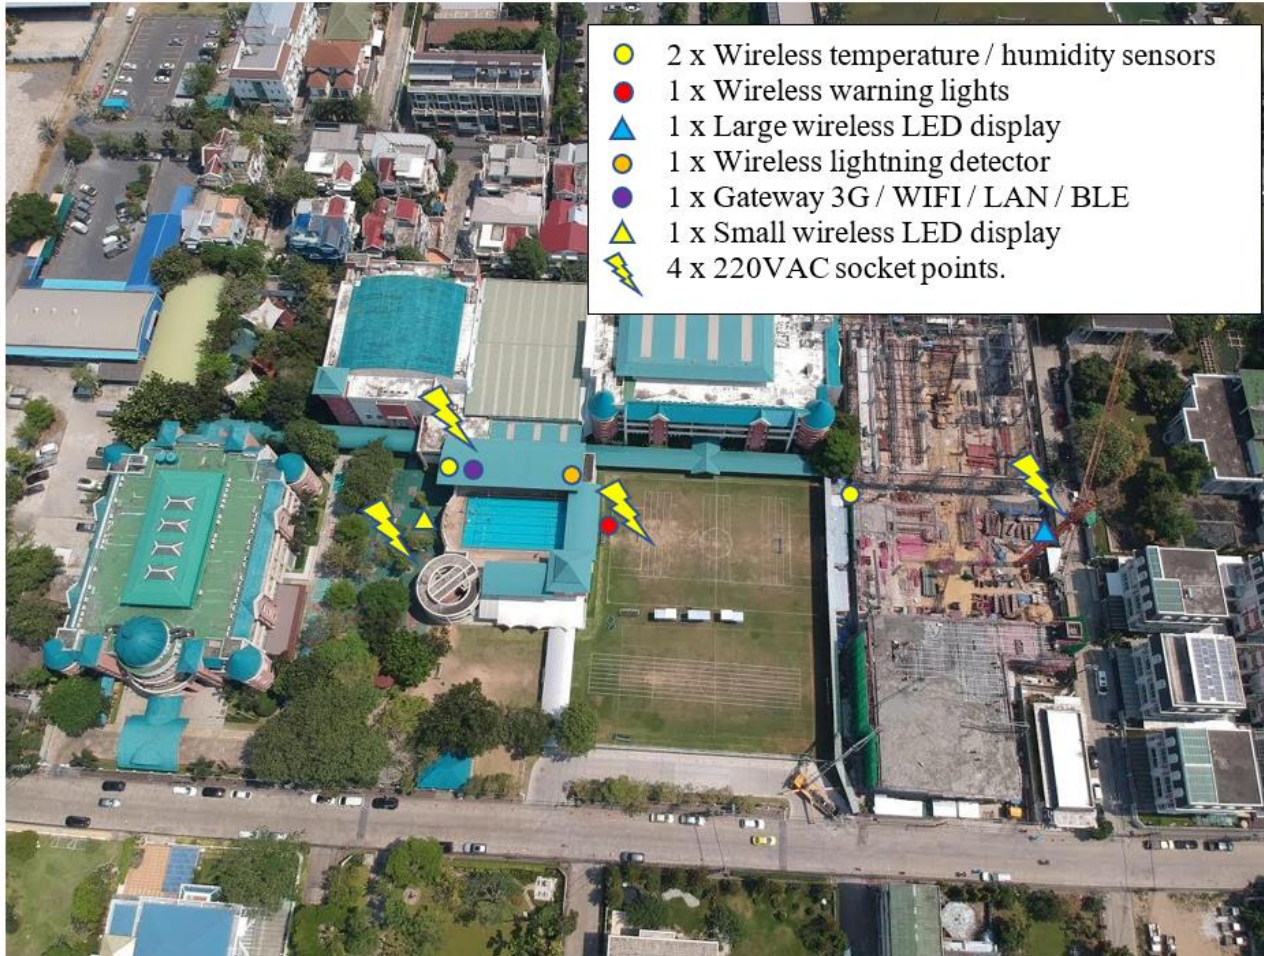 2 x Wireless temperature / humidity sensors
1 x Wireless warning lights
1 x Large wireless LED display
1 x Wireless lightning detector
1 x Gateway 3G / WIFI / LAN / BLE
1 x Small wireless LED display
4 x 220VAC socket points.